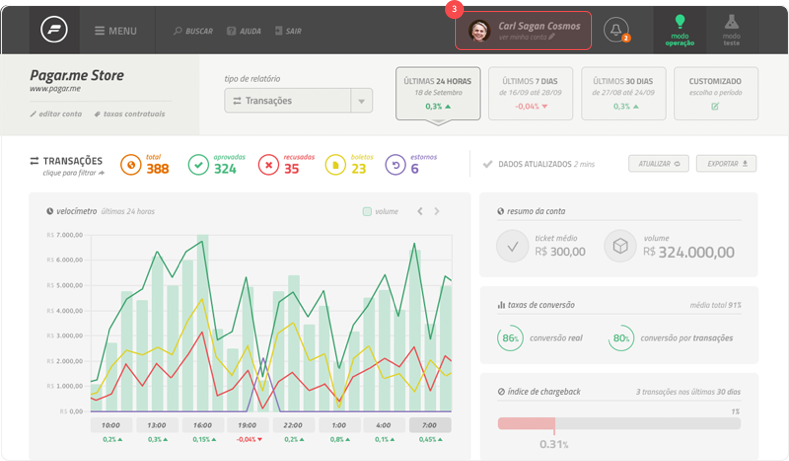 3
MENU
BUSCAR
AJUDA
SAIR
Carl Sagan Cosmos
ver minha conta
2
modo
operação
modo
teste
Pagar.me Store
www.pagar.me
editar conta
taxas contratuais
tipo de relatório
Transações
ÚLTIMAS 24 HORAS
18 de Setembro
0,3%
ÚLTIMOS 7 DIAS
de 16/09 até 28/09
-0,04%
ÚLTIMOS 30 DIAS
de 27/08 até 24/09
0,3%
CUSTOMIZADO
escolha o período
TRANSAÇÕES
clique para filtrar
total
388
aprovadas
324
recusadas
35
boletos
23
estornos
6
DADOS ATUALIZADOS 2 mins
ATUALIZAR
EXPORTAR
velocímetro últimas 24 horas
volume
R$ 7.000,00
R$ 6.000,00
R$ 5.000,00
R$ 4.000,00
R$ 3.000,00
R$ 2.000,00
R$ 1.000,00
R$ 0,00
10:00
13:00
16:00
19:00
22:00
1:00
4:00
7:00
0,2%
0,3%
0,15%
-0,04%
0,2%
0,8%
0,1%
0,45%
resumo da conta
ticket médio
R$ 300,00
volume
R$ 324.000,00
taxas de conversão
média total 91%
86%
conversão real
80%
conversão por transações
índice de chargeback
3 transações nos últimos 30 dias
1%
0.31%